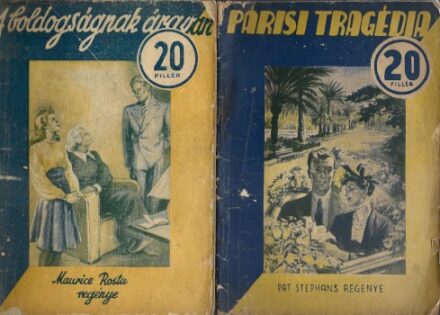 A boldogságnak ára van
20
FILLÉR
Maurice Rosta
regénye
PÁRISI TRAGÉDIA
20
FILLÉR
PAT STEPHANS REGÉNYE